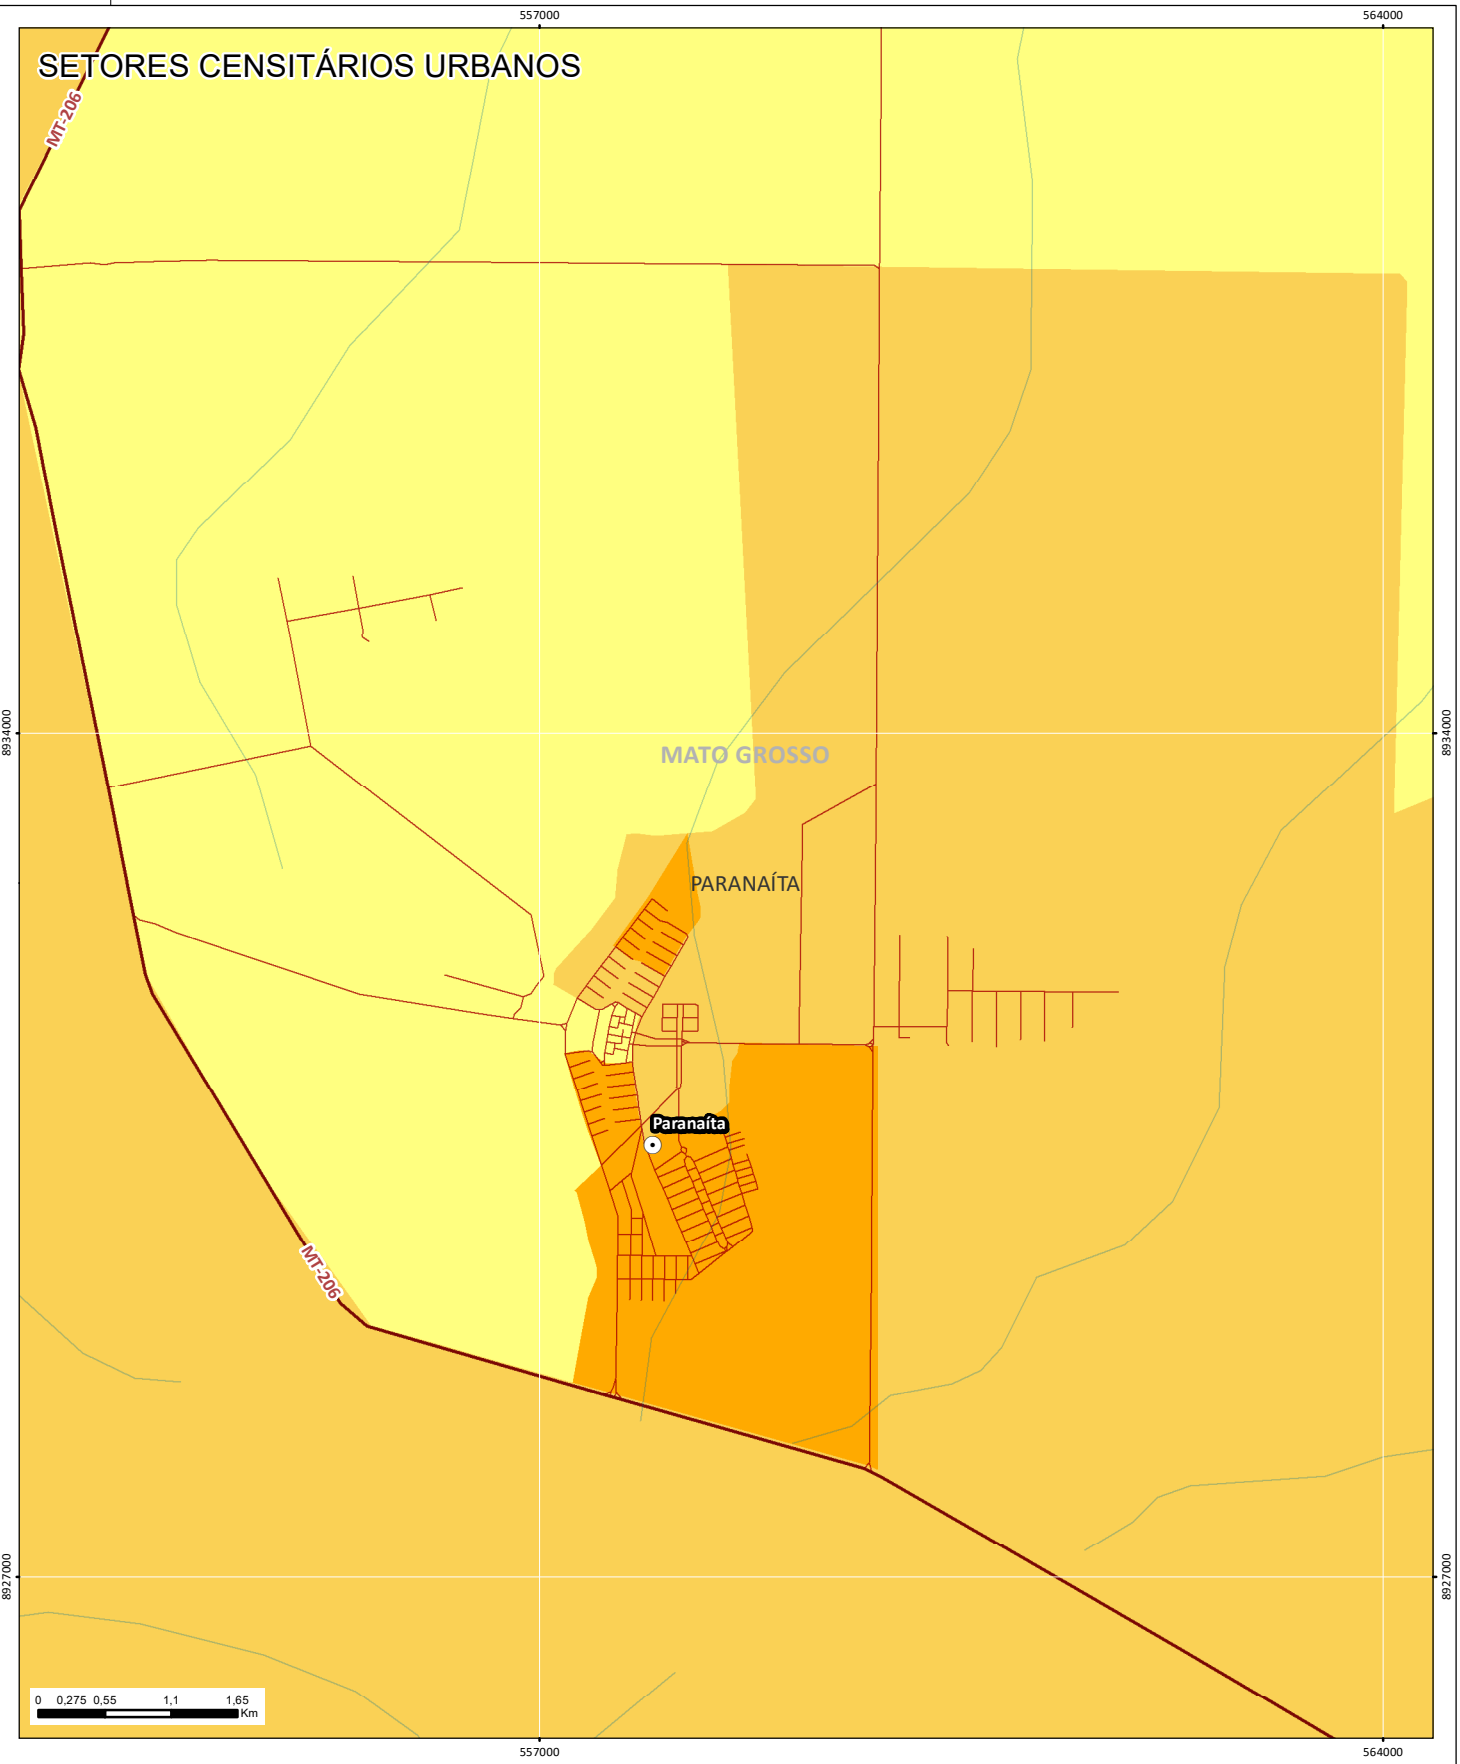 557000
564000
SETORES CENSITÁRIOS URBANOS
MT-206
8934000
8934000
MATO GROSSO
PARANAÍTA
Paranaíta
MT-206
8927000
8927000
0 0,275 0,55 1,1 1,65
Km
557000
564000